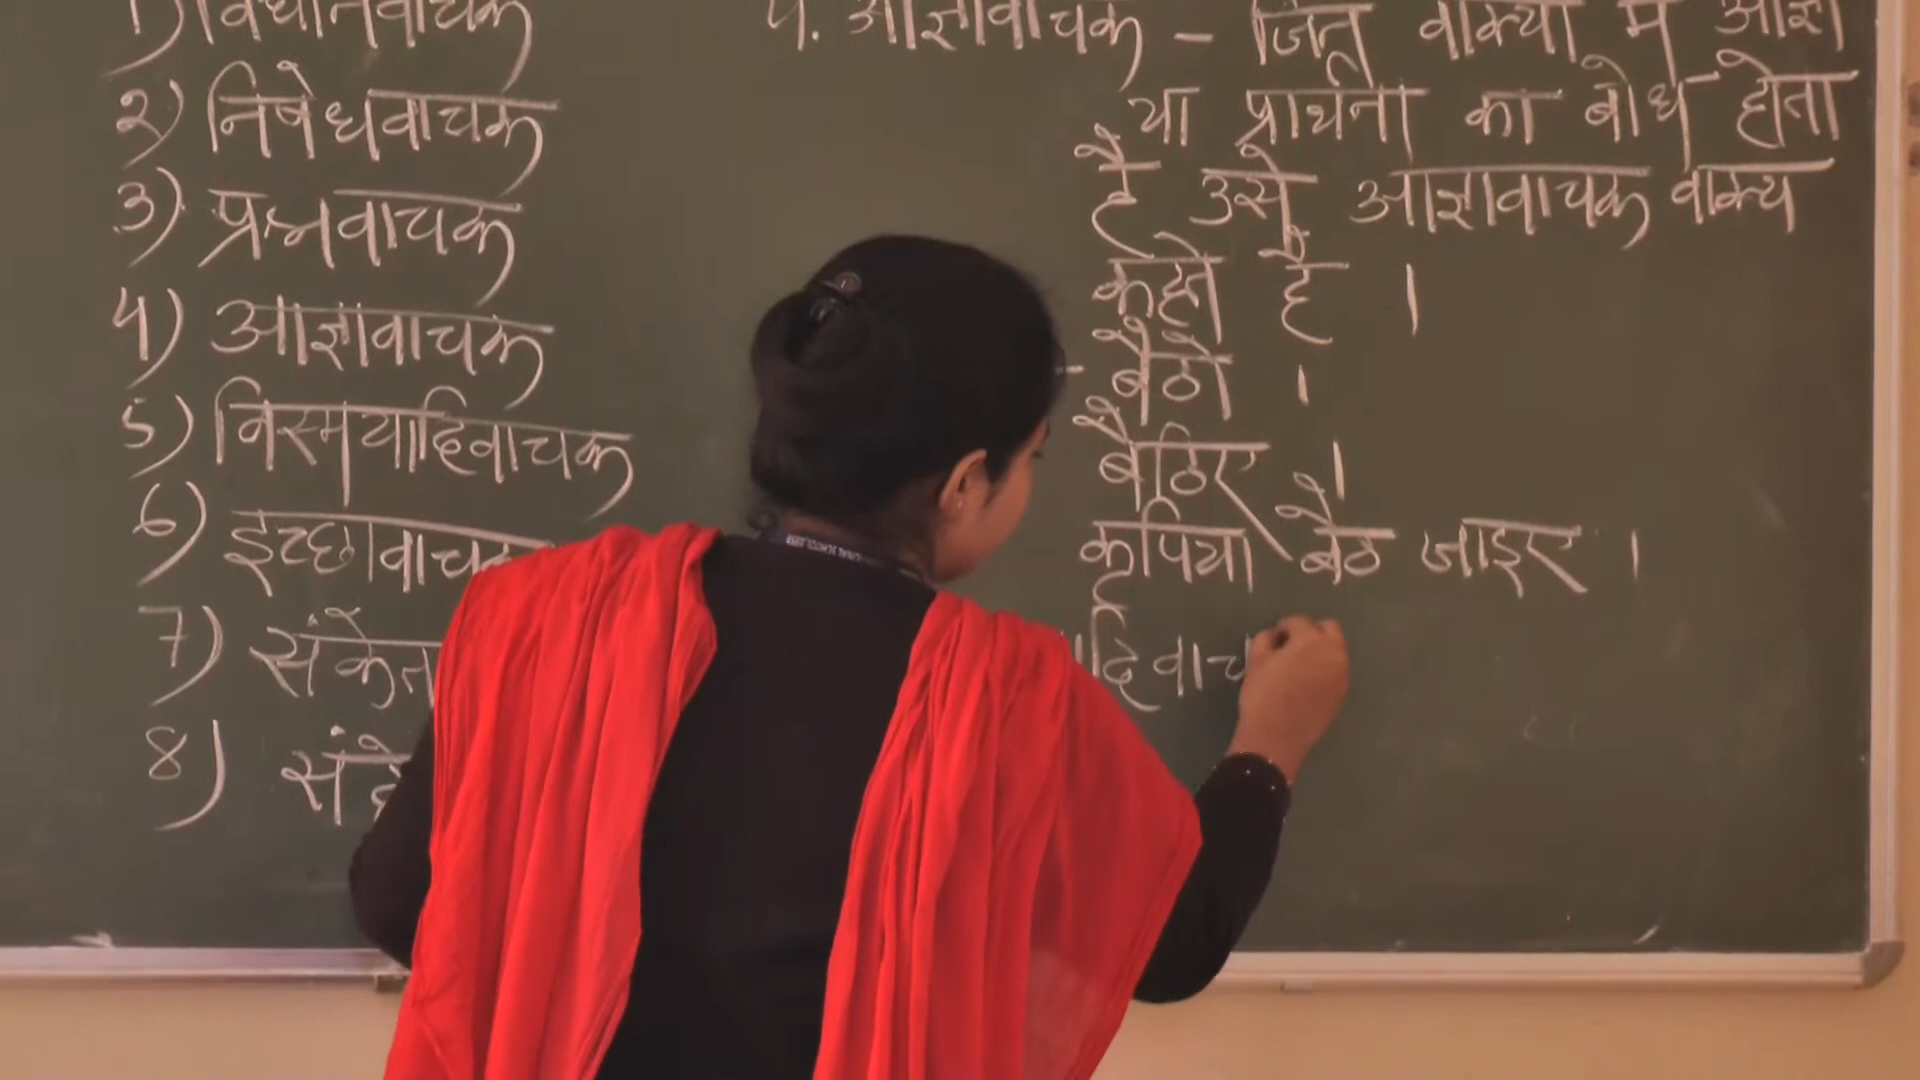 1) विधानवाचक
2) निषेधवाचक
3) प्रश्नवाचक
4) आज्ञावाचक
5) विस्मयादिवाचक
6) इच्छावाचक
7) संकेत
8) संदे
4. आज्ञावाचक - जिन वाक्यों में आज्ञा
या प्रार्थना का बोध होता
है उसे आज्ञावाचक वाक्य
कहते है ।
- बैठो ।
बैठिए ।
कृपिया बैठ जाइए ।
ादिवाच